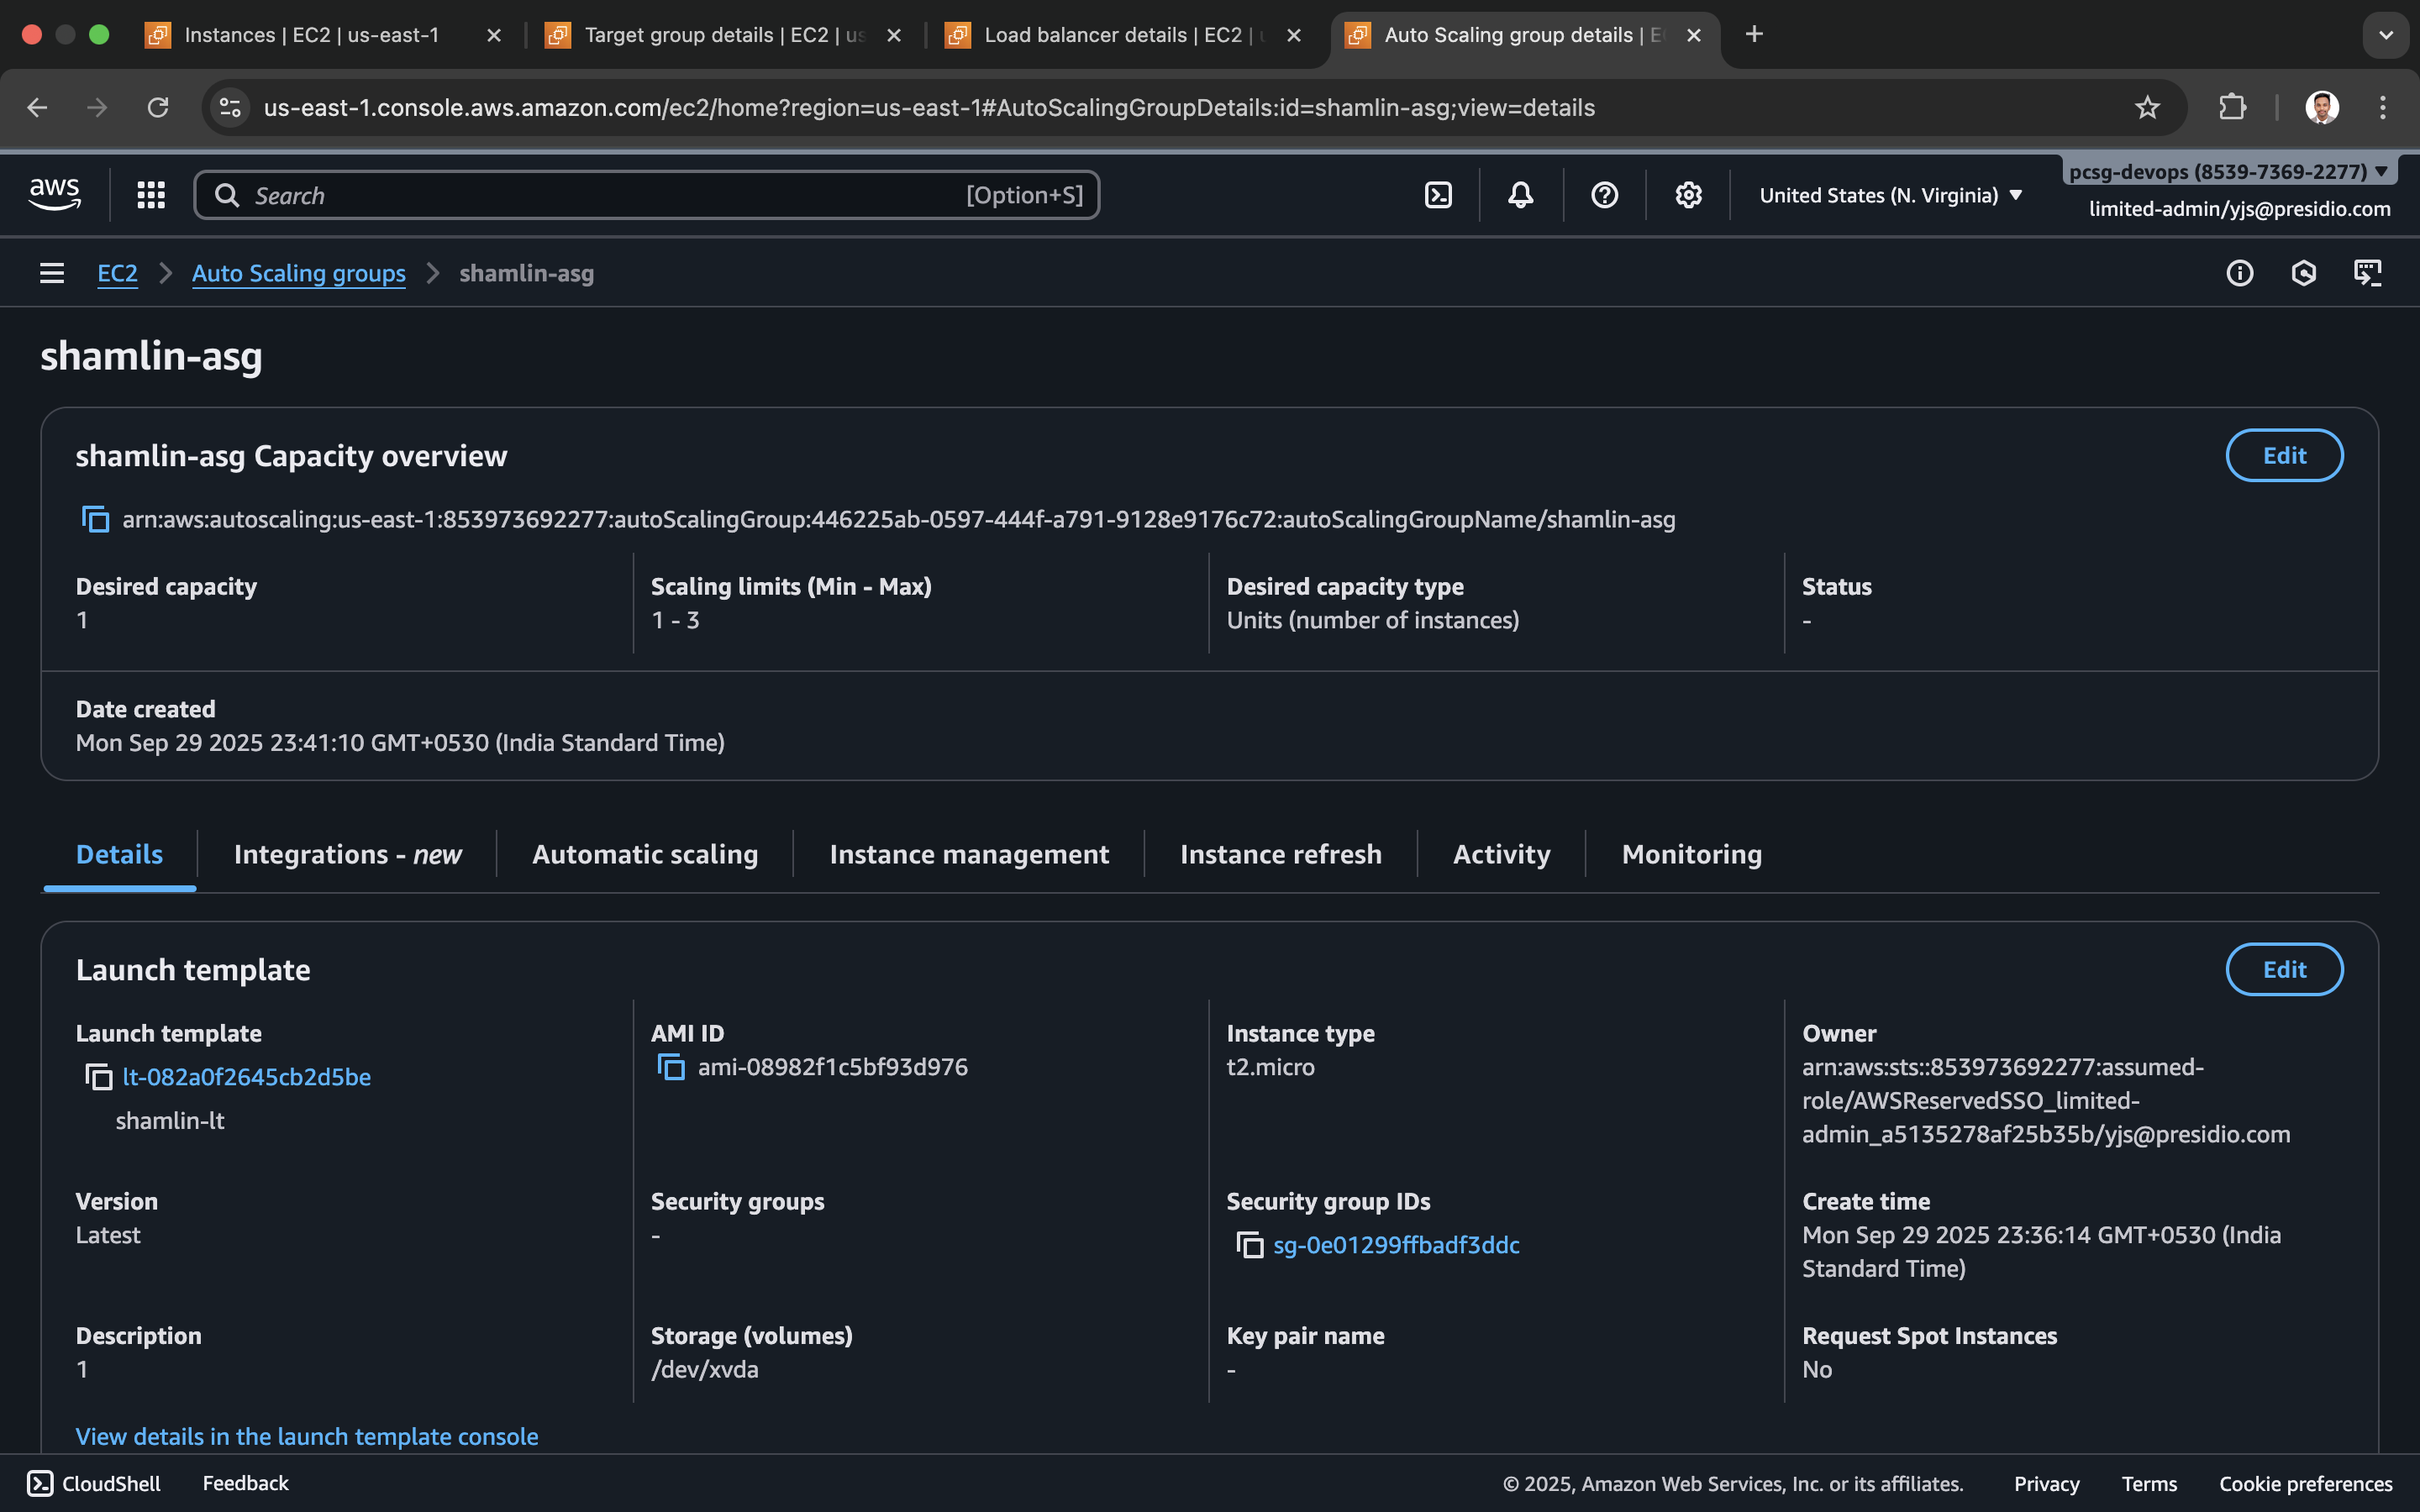 Instances | EC2 | us-east-1
Target group details | EC2 | us
Load balancer details | EC2 |
Auto Scaling group details | E
us-east-1.console.aws.amazon.com/ec2/home?region=us-east-1#AutoScalingGroupDetails:id=shamlin-asg;view=details
aws
Search
[Option+S]
United States (N. Virginia)
pcsg-devops (8539-7369-2277)
limited-admin/yjs@presidio.com
EC2
Auto Scaling groups
shamlin-asg
shamlin-asg
shamlin-asg Capacity overview
Edit
arn:aws:autoscaling:us-east-1:853973692277:autoScalingGroup:446225ab-0597-444f-a791-9128e9176c72:autoScalingGroupName/shamlin-asg
Desired capacity
1
Scaling limits (Min - Max)
1 - 3
Desired capacity type
Units (number of instances)
Status
-
Date created
Mon Sep 29 2025 23:41:10 GMT+0530 (India Standard Time)
Details
Integrations - new
Automatic scaling
Instance management
Instance refresh
Activity
Monitoring
Launch template
Edit
Launch template
lt-082a0f2645cb2d5be
shamlin-lt
AMI ID
ami-08982f1c5bf93d976
Instance type
t2.micro
Owner
arn:aws:sts::853973692277:assumed-
role/AWSReservedSSO_limited-
admin_a5135278af25b35b/yjs@presidio.com
Version
Latest
Security groups
-
Security group IDs
sg-0e01299ffbadf3ddc
Create time
Mon Sep 29 2025 23:36:14 GMT+0530 (India
Standard Time)
Description
1
Storage (volumes)
/dev/xvda
Key pair name
-
Request Spot Instances
No
View details in the launch template console
CloudShell
Feedback
© 2025, Amazon Web Services, Inc. or its affiliates.
Privacy
Terms
Cookie preferences